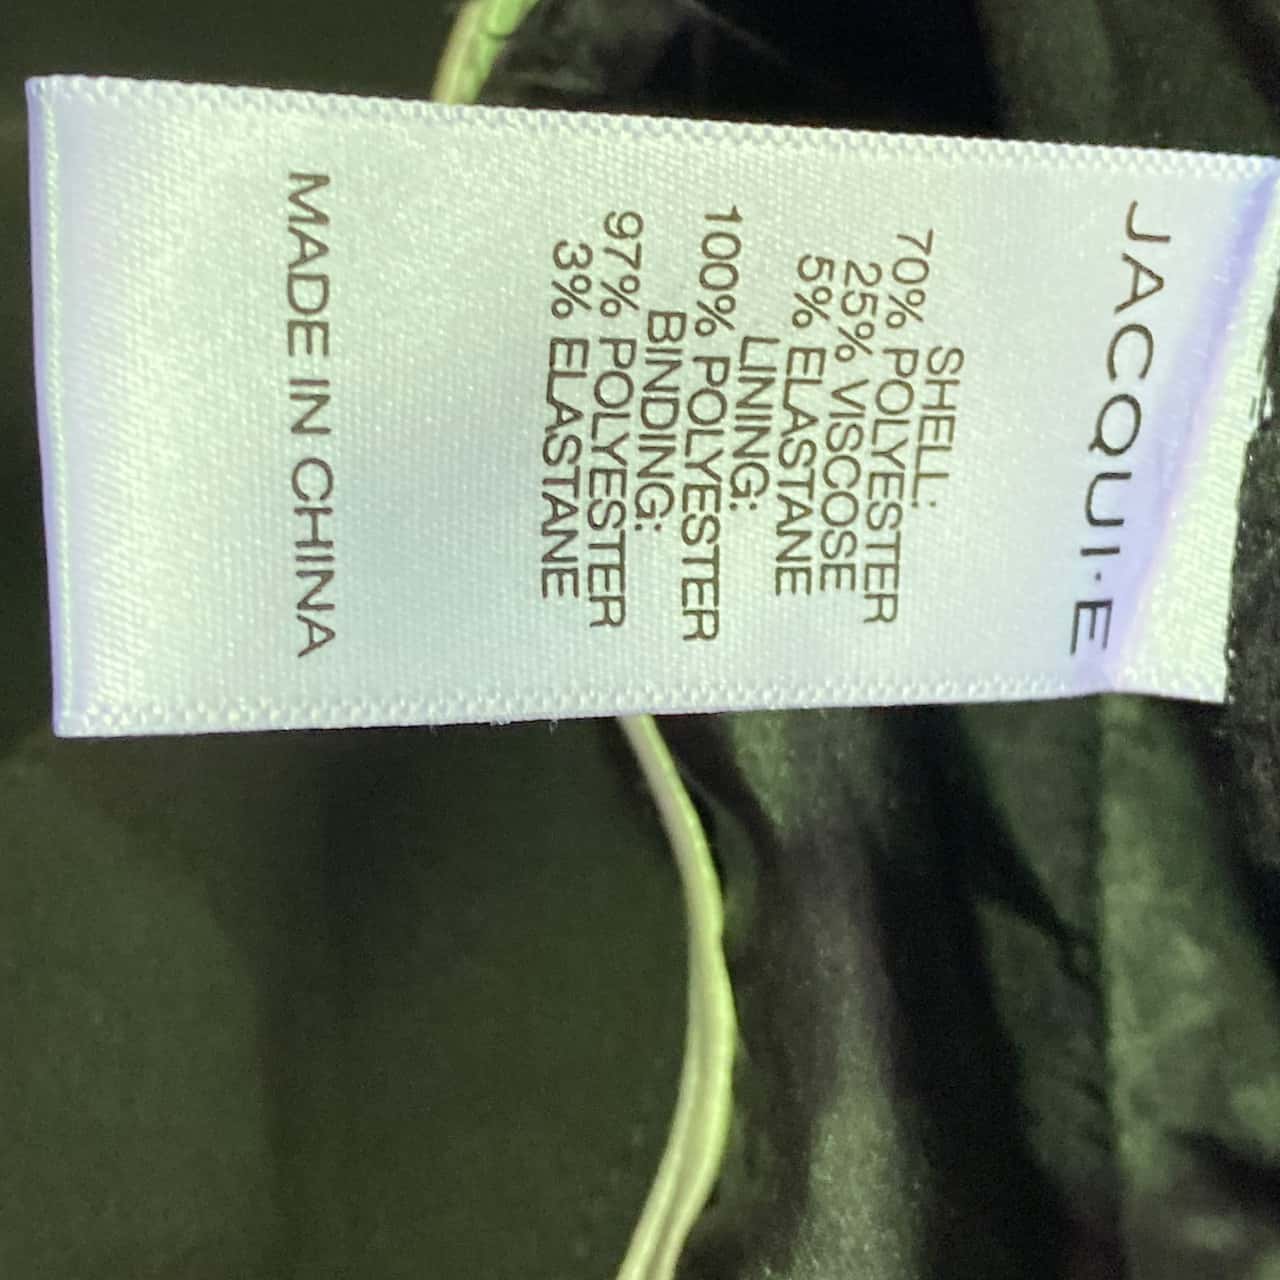 JACQUI·E
SHELL:
70% POLYESTER
25% VISCOSE
5% ELASTANE
LINING:
100% POLYESTER
BINDING:
97% POLYESTER
3% ELASTANE
MADE IN CHINA